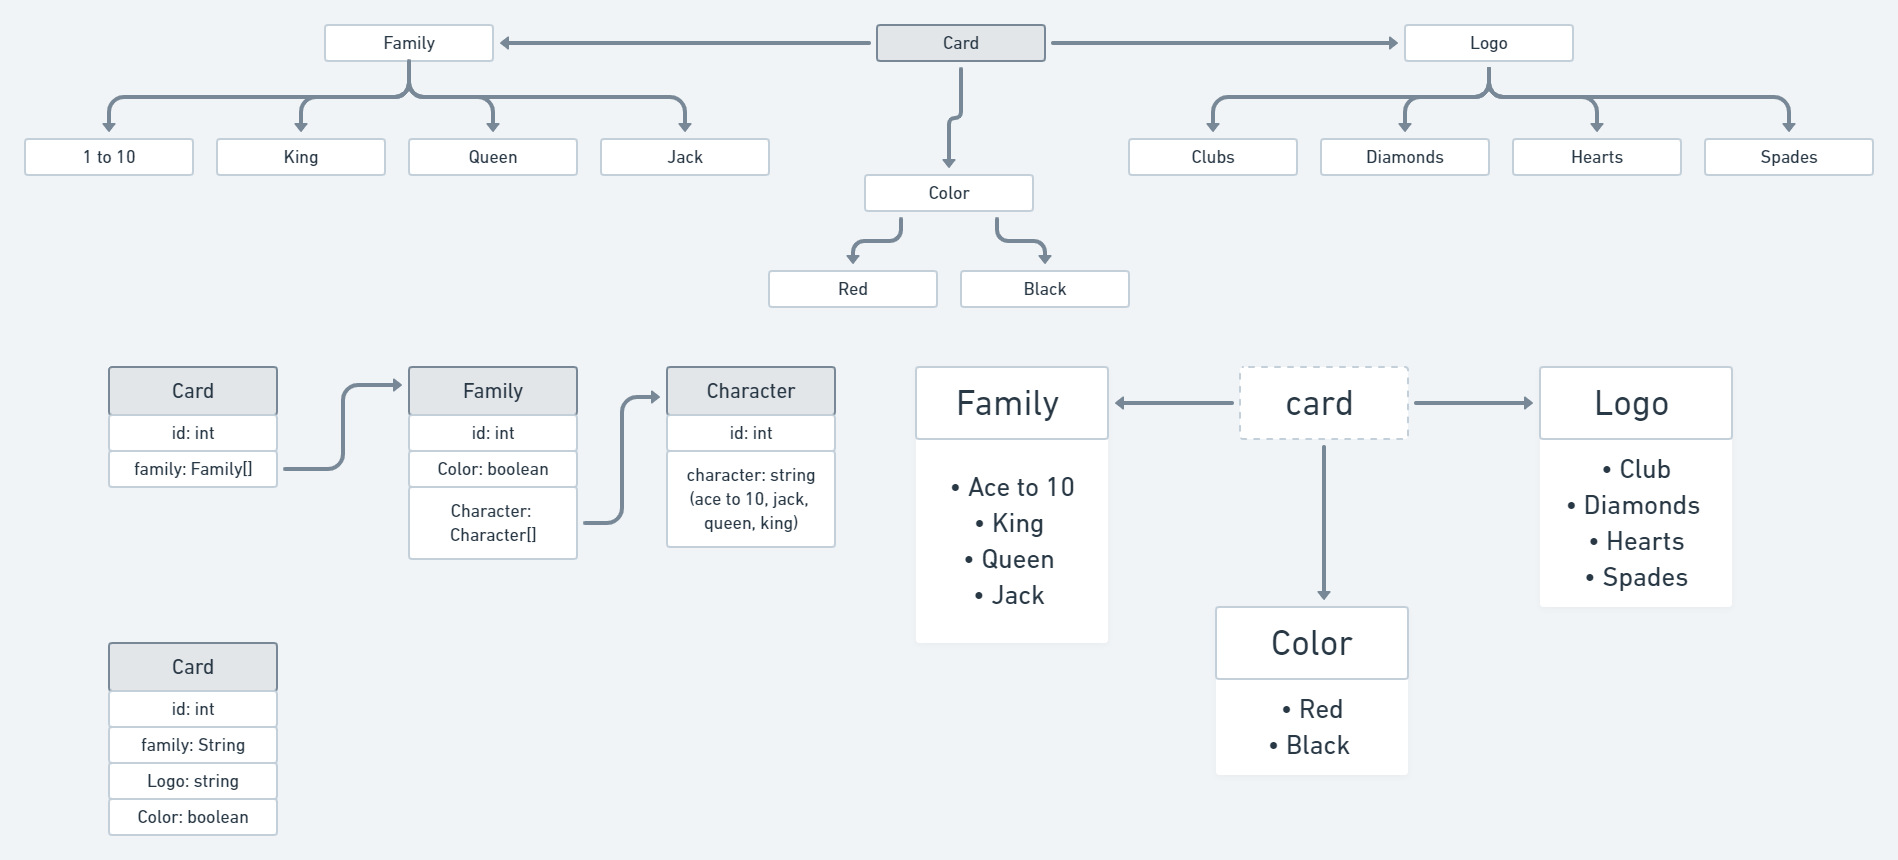 Family
Card
Logo
1 to 10
King
Queen
Jack
Clubs
Diamonds
Hearts
Spades
Color
Red
Black
Card
id: int
family: Family[]
Family
id: int
Color: boolean
Character:
Character[]
Character
id: int
character: string
(ace to 10, jack,
queen, king)
Family
• Ace to 10
• King
• Queen
• Jack
card
Logo
• Club
• Diamonds
• Hearts
• Spades
Color
• Red
• Black
Card
id: int
family: String
Logo: string
Color: boolean